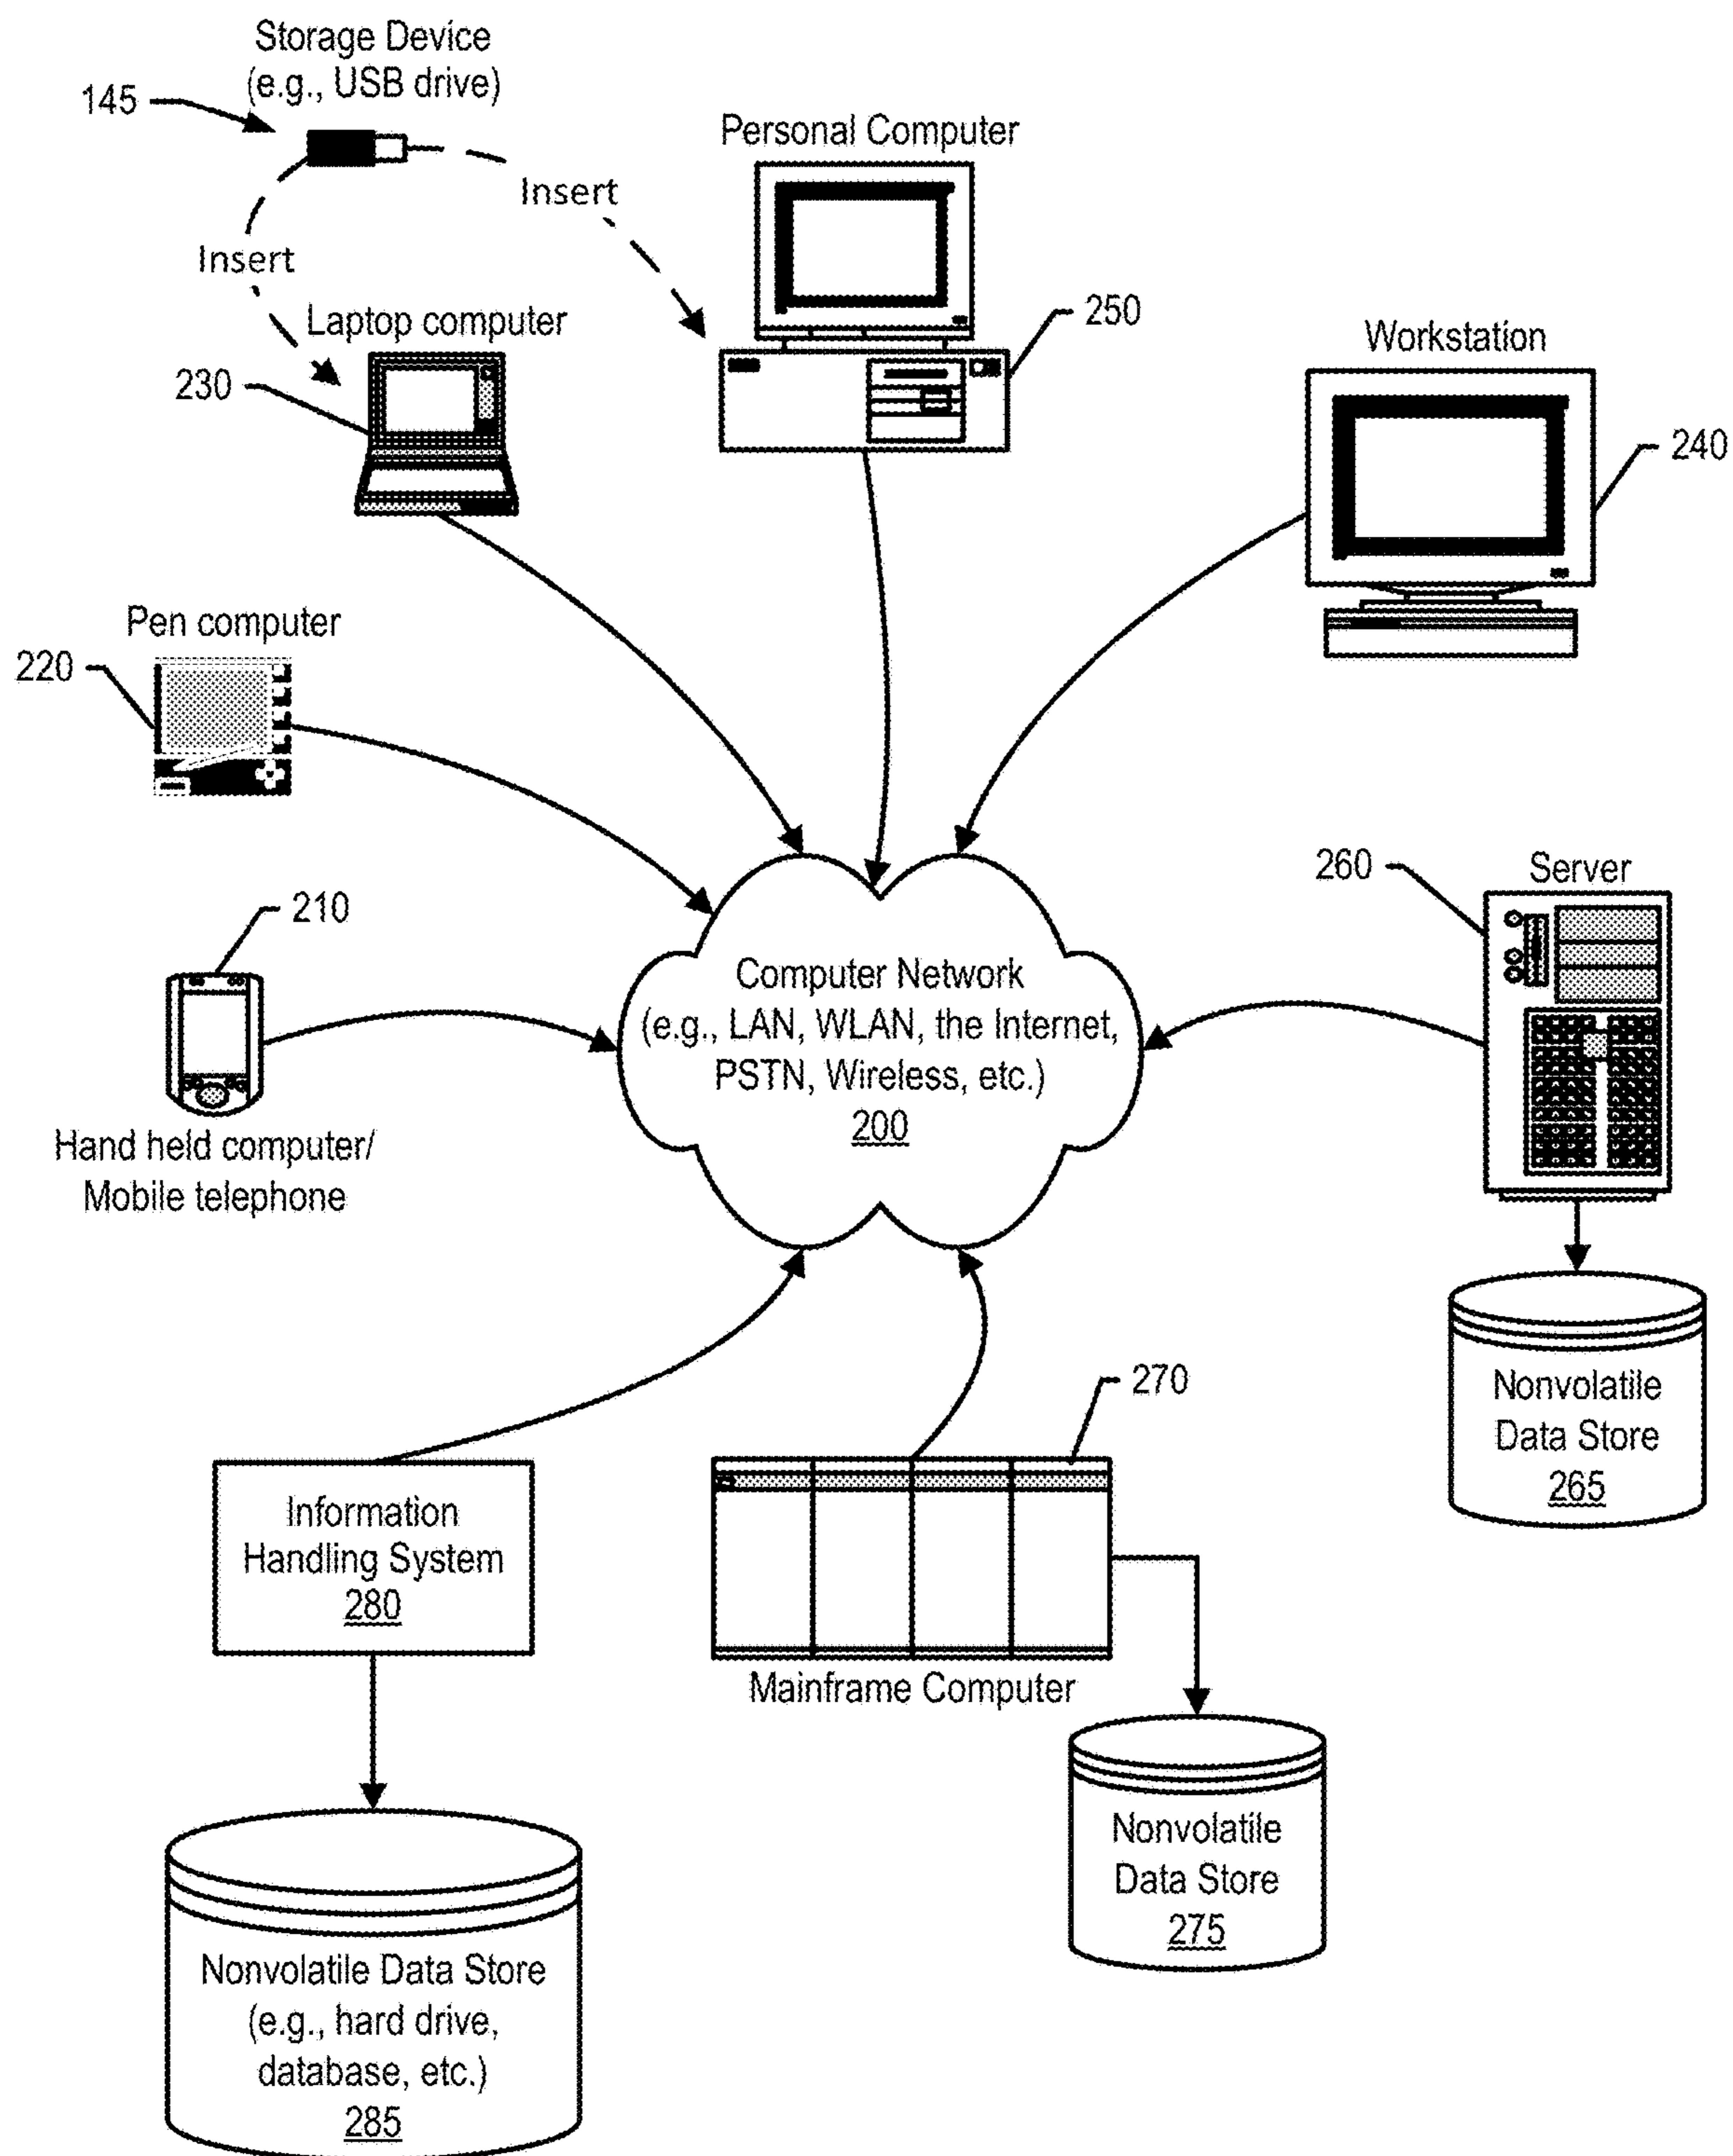 Storage Device
(e.g., USB drive)
145
Personal Computer
Insert
Insert
250
Laptop computer
230
Workstation
240
Pen computer
220
260
Server
210
Computer Network
(e.g., LAN, WLAN, the Internet,
PSTN, Wireless, etc.)
200
Hand held computer/
Mobile telephone
270
Nonvolatile
Data Store
265
Information
Handling System
280
Mainframe Computer
Nonvolatile
Data Store
275
Nonvolatile Data Store
(e.g., hard drive,
database, etc.)
285